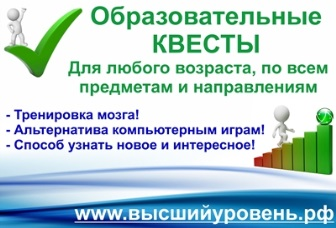 Образовательные
КВЕСТЫ
Для любого возраста, по всем
предметам и направлениям
- Тренировка мозга!
- Альтернатива компьютерным играм!
- Способ узнать новое и интересное!
www.высшийуровень.рф